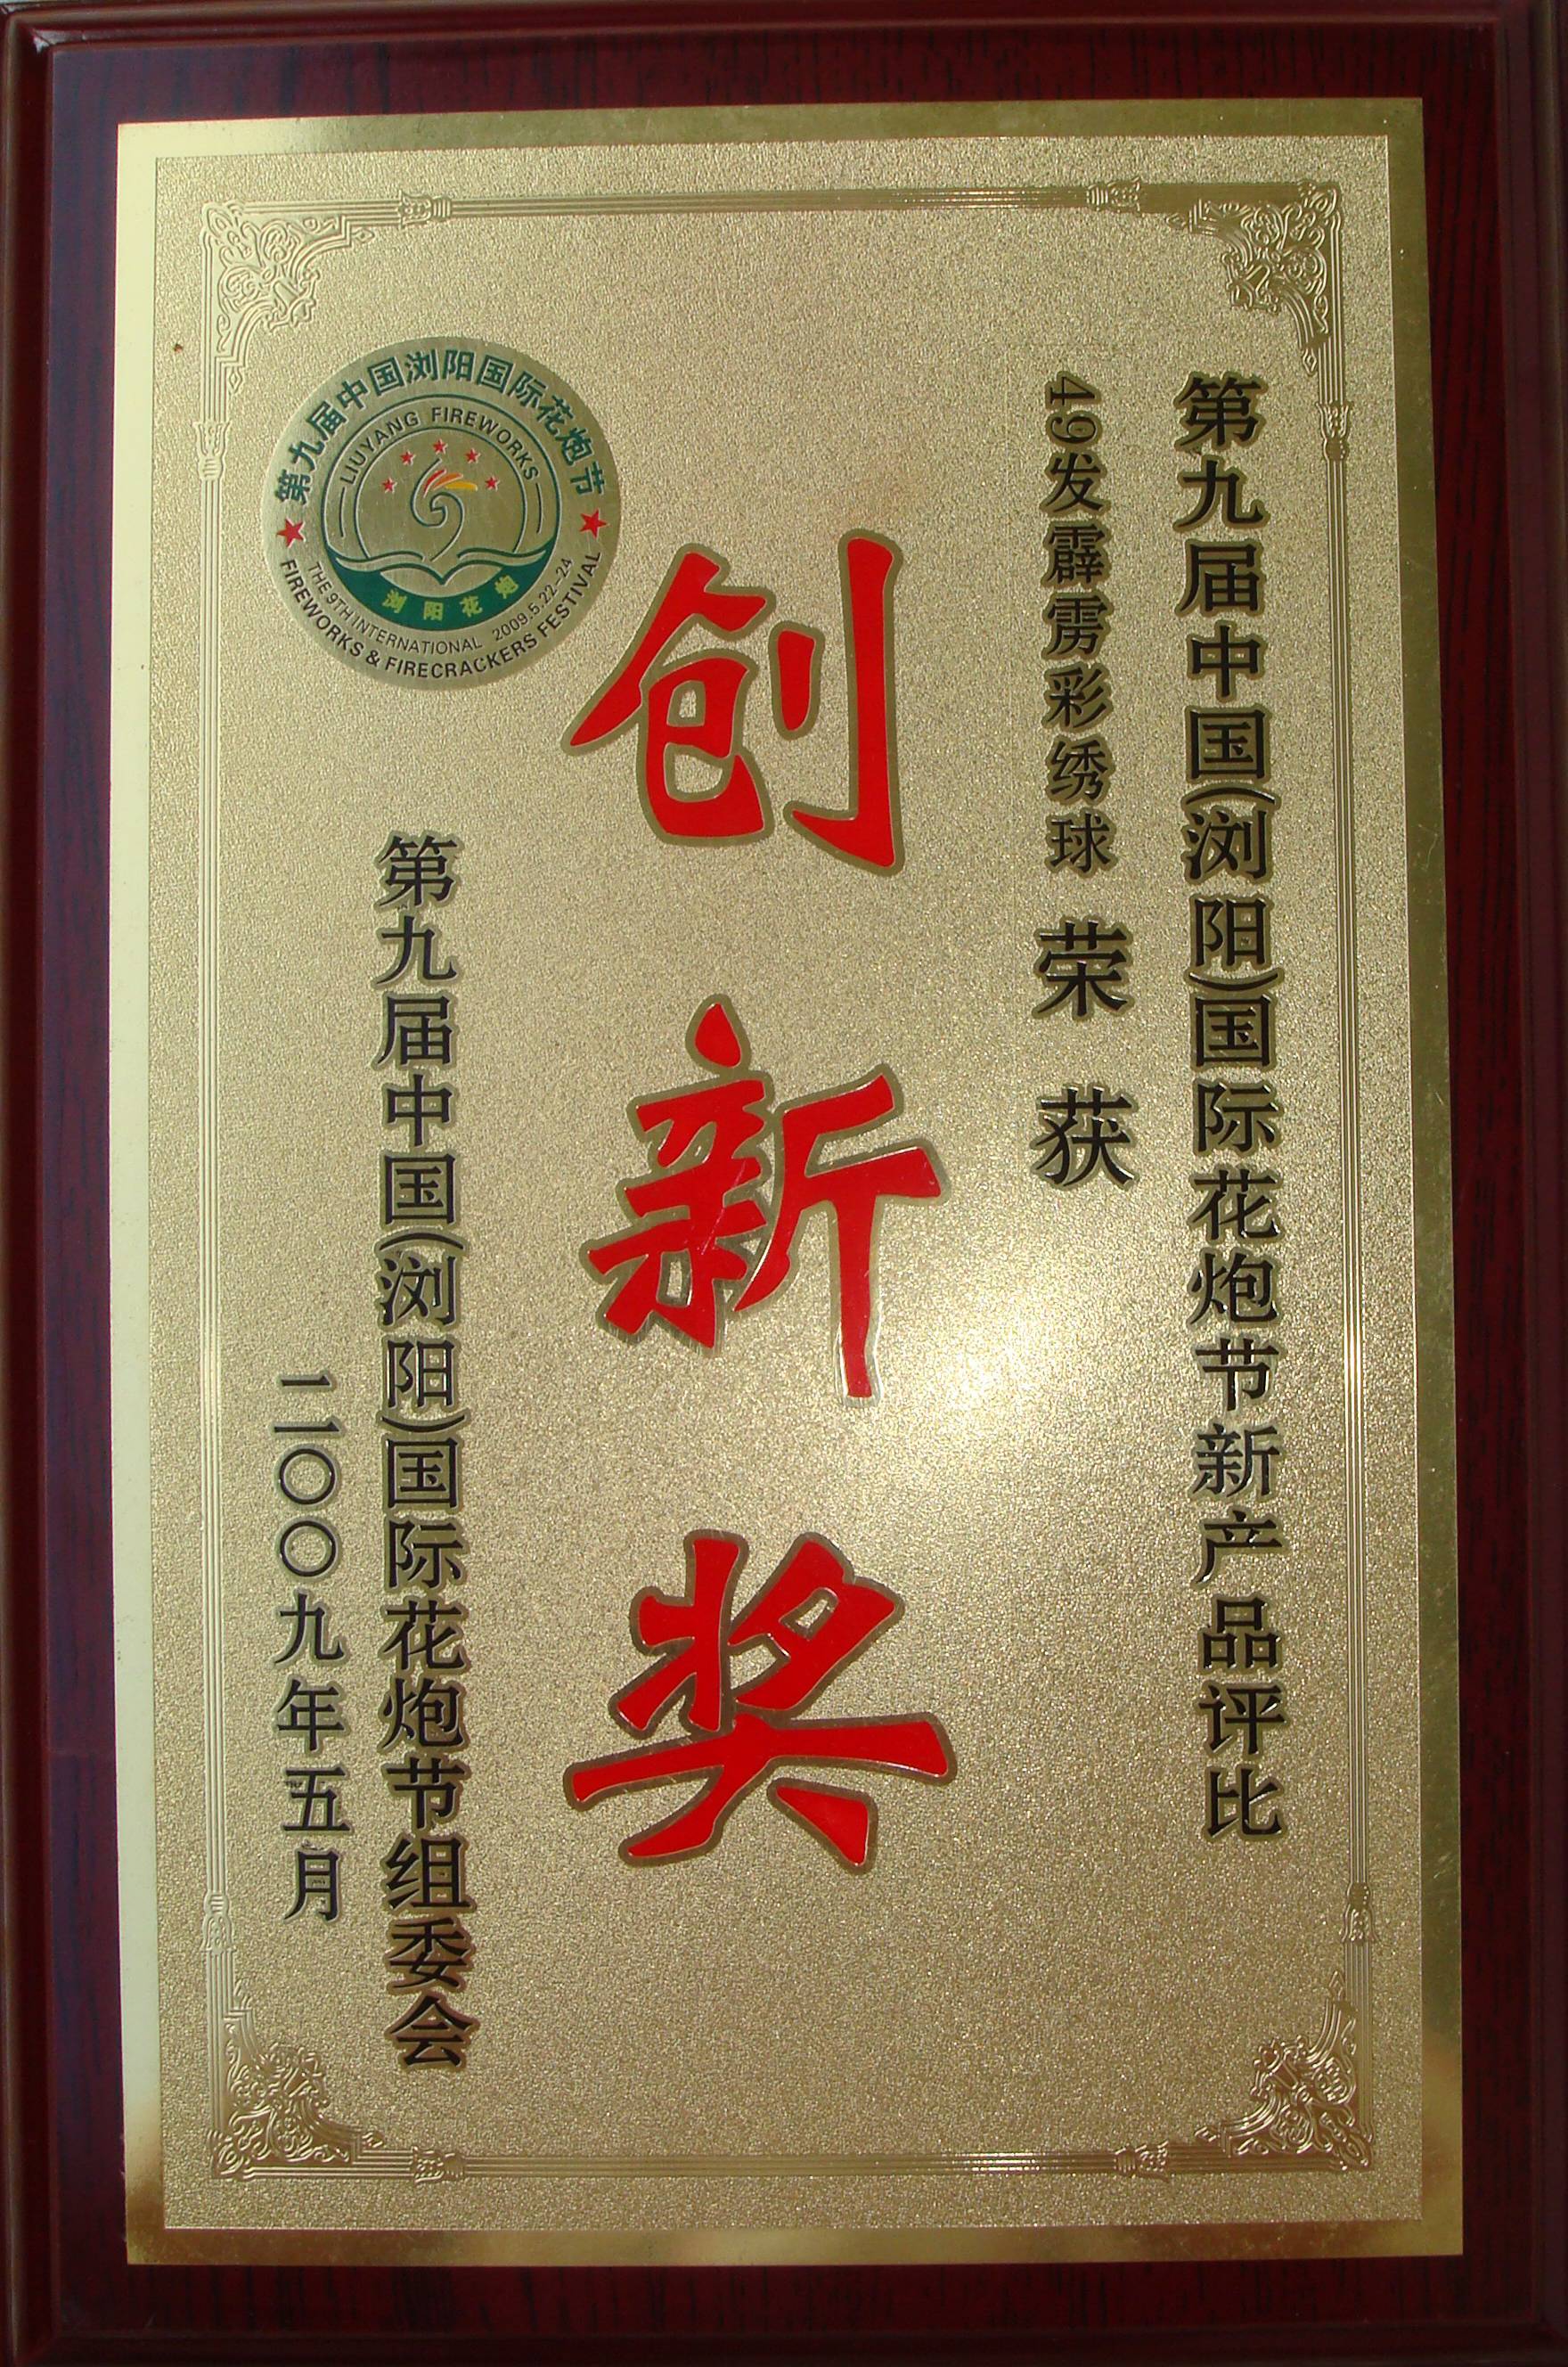 第九届中国(浏阳)国际花炮节新产品评比
49发霹雳彩绣球 荣 获
创新奖
第九届中国浏阳国际花炮节
LIUYANG FIREWORKS
浏阳花炮
THE 9TH INTERNATIONAL 2009.5.22-24
FIREWORKS & FIRECRACKERS FESTIVAL
第九届中国(浏阳)国际花炮节组委会
二〇〇九年五月